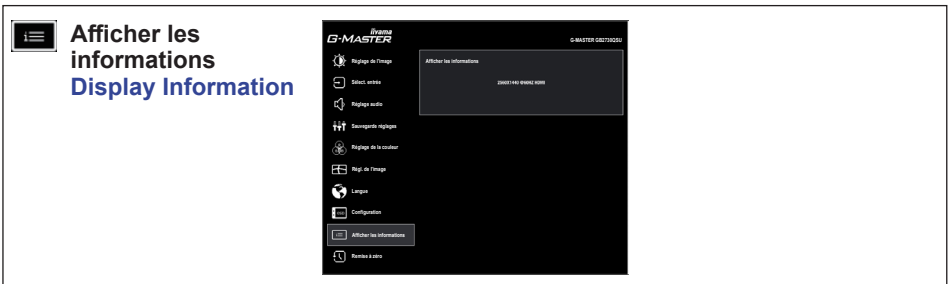 Afficher les
informations
Display Information
iiyama
G-MASTER
G-MASTER GB2730QSU
Réglage de l'image
Sélect. entrée
Réglage audio
Sauvegarde réglages
Réglage de la couleur
Régl. de l'image
Langue
Configuration
Afficher les informations
Remise à zéro
Afficher les informations
2560X1440 @60HZ HDMI